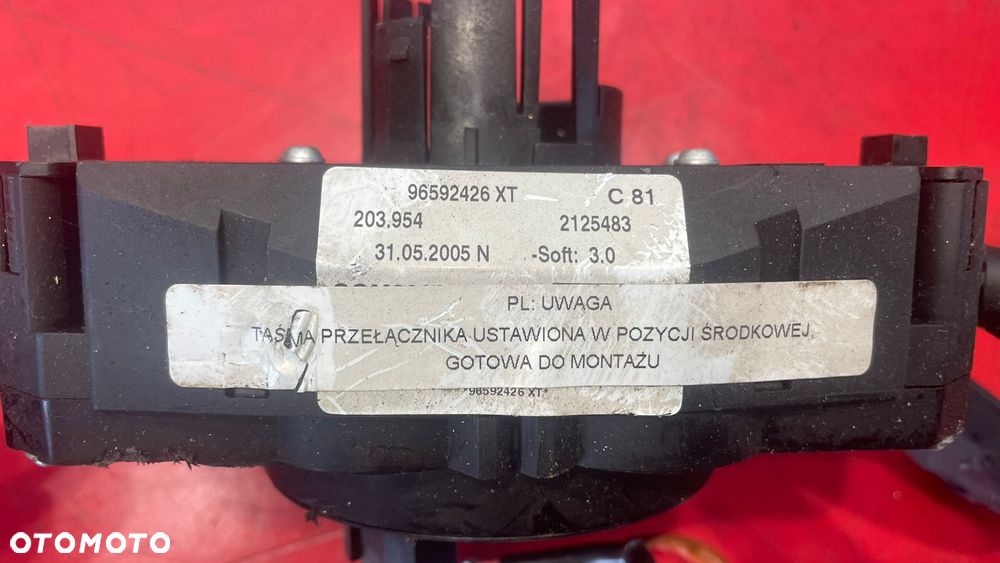 96592426 XT C 81
203.954 2125483
31.05.2005 N -Soft: 3.0
PL: UWAGA
TAŚMA PRZEŁĄCZNIKA USTAWIONA W POZYCJI ŚRODKOWEJ,
GOTOWA DO MONTAŻU
*96592426 XT*
OTOMOTO